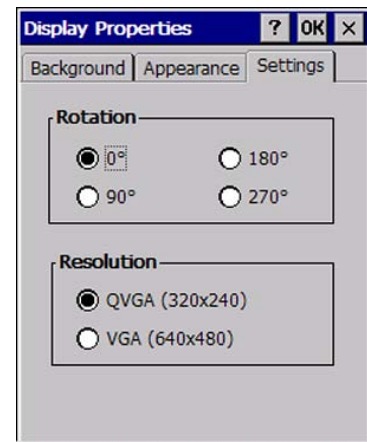 Display Properties ? OK ×
Background Appearance Settings
Rotation
0° 180°
90° 270°
Resolution
QVGA (320x240)
VGA (640x480)